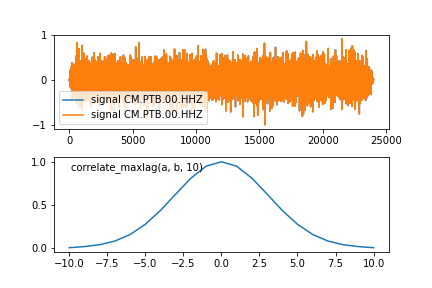 1
0
−1
signal CM.PTB.00.HHZ
signal CM.PTB.00.HHZ
0 5000 10000 15000 20000 25000
1.0
0.5
0.0
correlate_maxlag(a, b, 10)
−10.0 −7.5 −5.0 −2.5 0.0 2.5 5.0 7.5 10.0